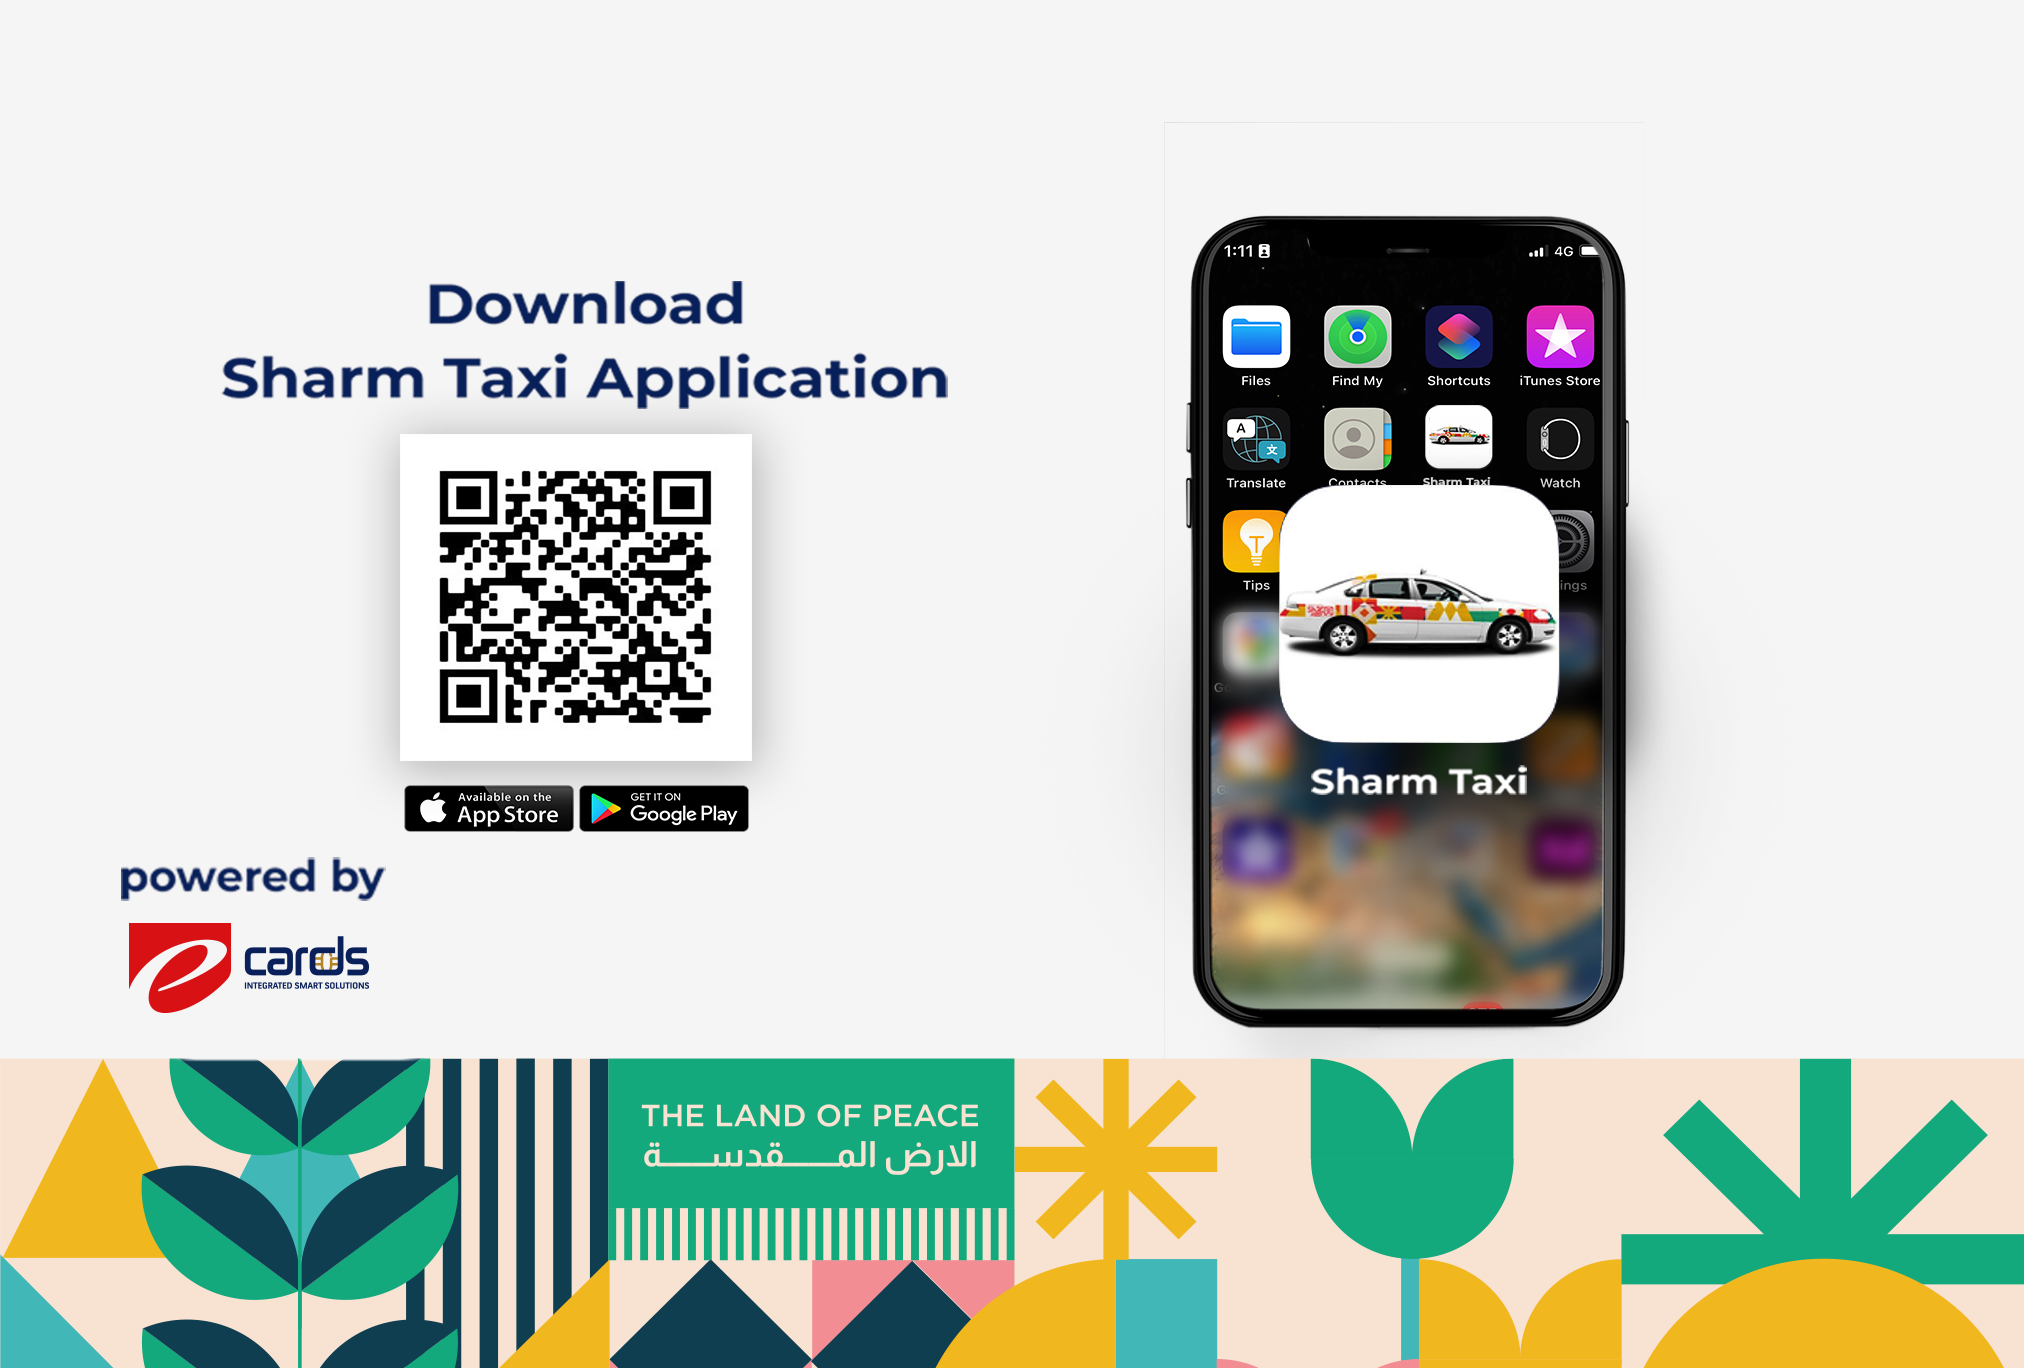 Download
Sharm Taxi Application
Available on the
App Store
GET IT ON
Google Play
powered by
cards
INTEGRATED SMART SOLUTIONS
1:11
4G
Files
Find My
Shortcuts
iTunes Store
A
文
Translate
Contacts
Sharm Taxi
Watch
Tips
ings
Sharm Taxi
THE LAND OF PEACE
الارض المقدسة